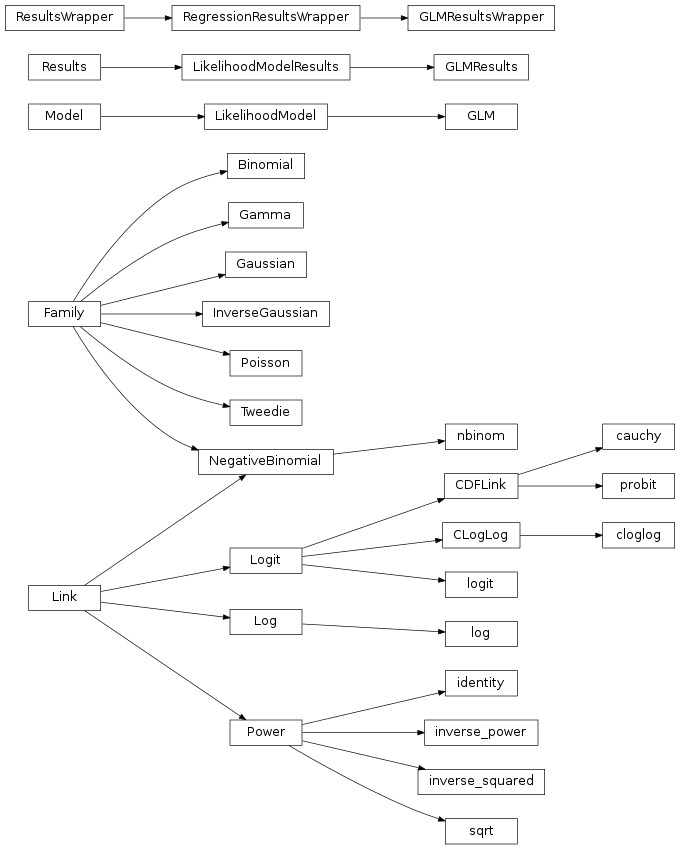 ResultsWrapper
RegressionResultsWrapper
GLMResultsWrapper
Results
LikelihoodModelResults
GLMResults
Model
LikelihoodModel
GLM
Binomial
Gamma
Gaussian
Family
InverseGaussian
Poisson
Tweedie
NegativeBinomial
nbinom
cauchy
CDFLink
probit
CLogLog
cloglog
Logit
logit
Link
Log
log
identity
Power
inverse_power
inverse_squared
sqrt